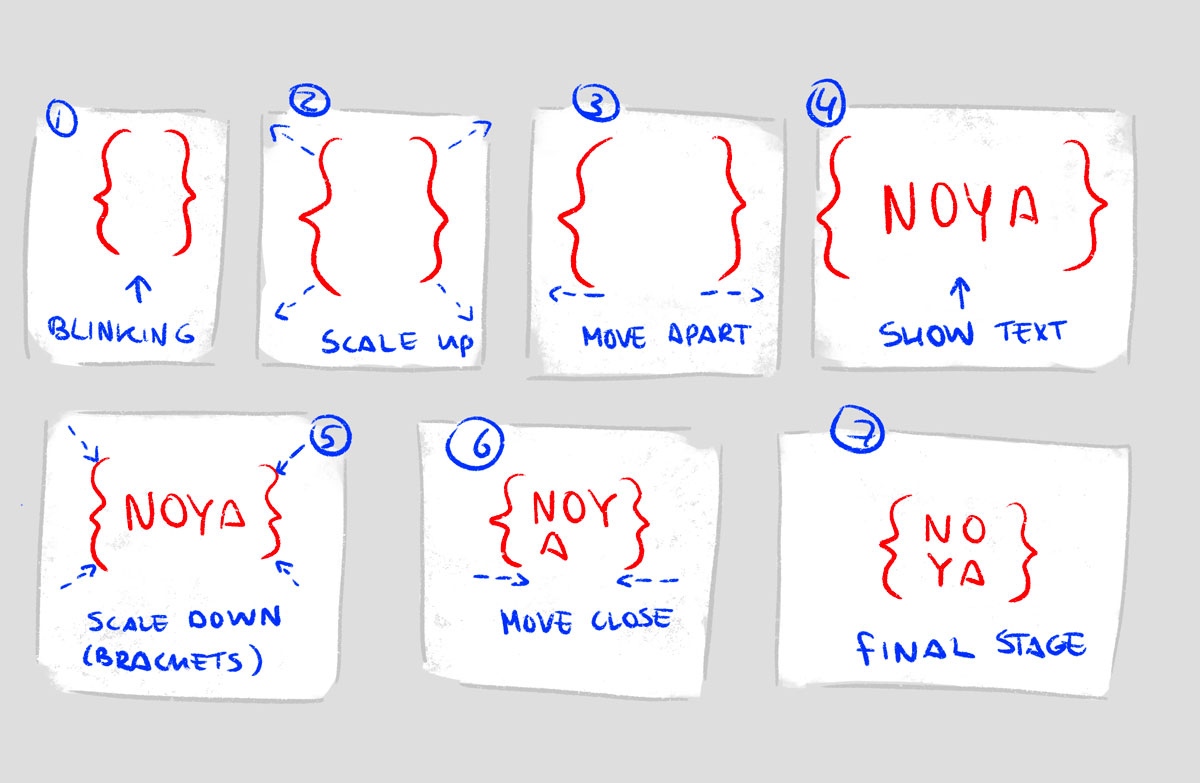 1
{ }
BLINKING
2
{ }
SCALE UP
3
{ }
MOVE APART
4
{ NOYA }
SHOW TEXT
5
{ NOYA }
SCALE DOWN
(BRACKETS)
6
{ NOY
A }
MOVE CLOSE
7
{ NO
YA }
FINAL STAGE